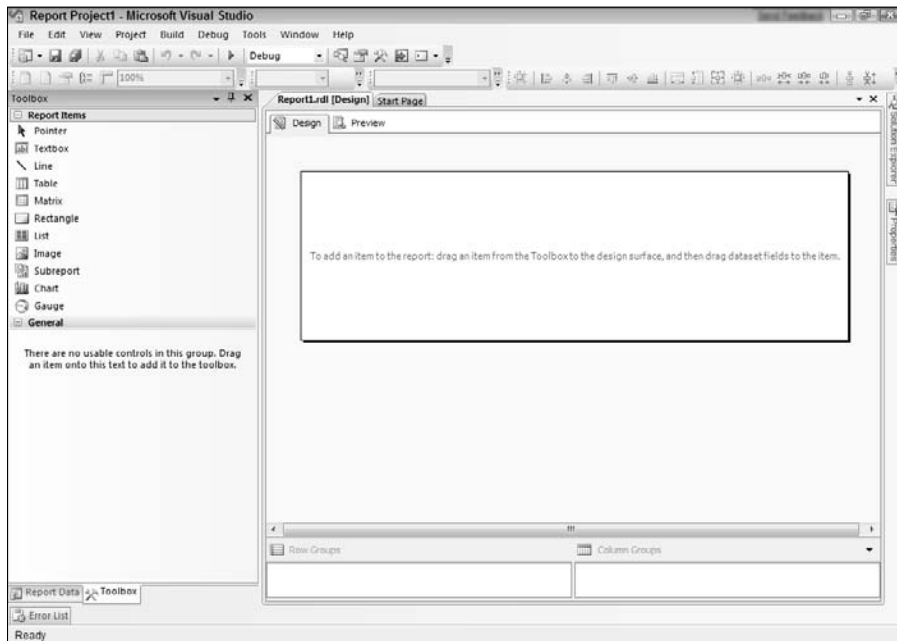 Report Project1 - Microsoft Visual Studio
File Edit View Project Build Debug Tools Window Help
Debug
100%
Toolbox
Report1.rdl [Design] Start Page
Report Items
Design Preview
Pointer
Textbox
Line
Table
Matrix
Rectangle
List
Image
Subreport
Chart
Gauge
General
There are no usable controls in this group. Drag
an item onto this text to add it to the toolbox.
To add an item to the report: drag an item from the Toolbox to the design surface, and then drag dataset fields to the item.
Solution Explorer
Properties
Row Groups
Column Groups
Report Data Toolbox
Error List
Ready